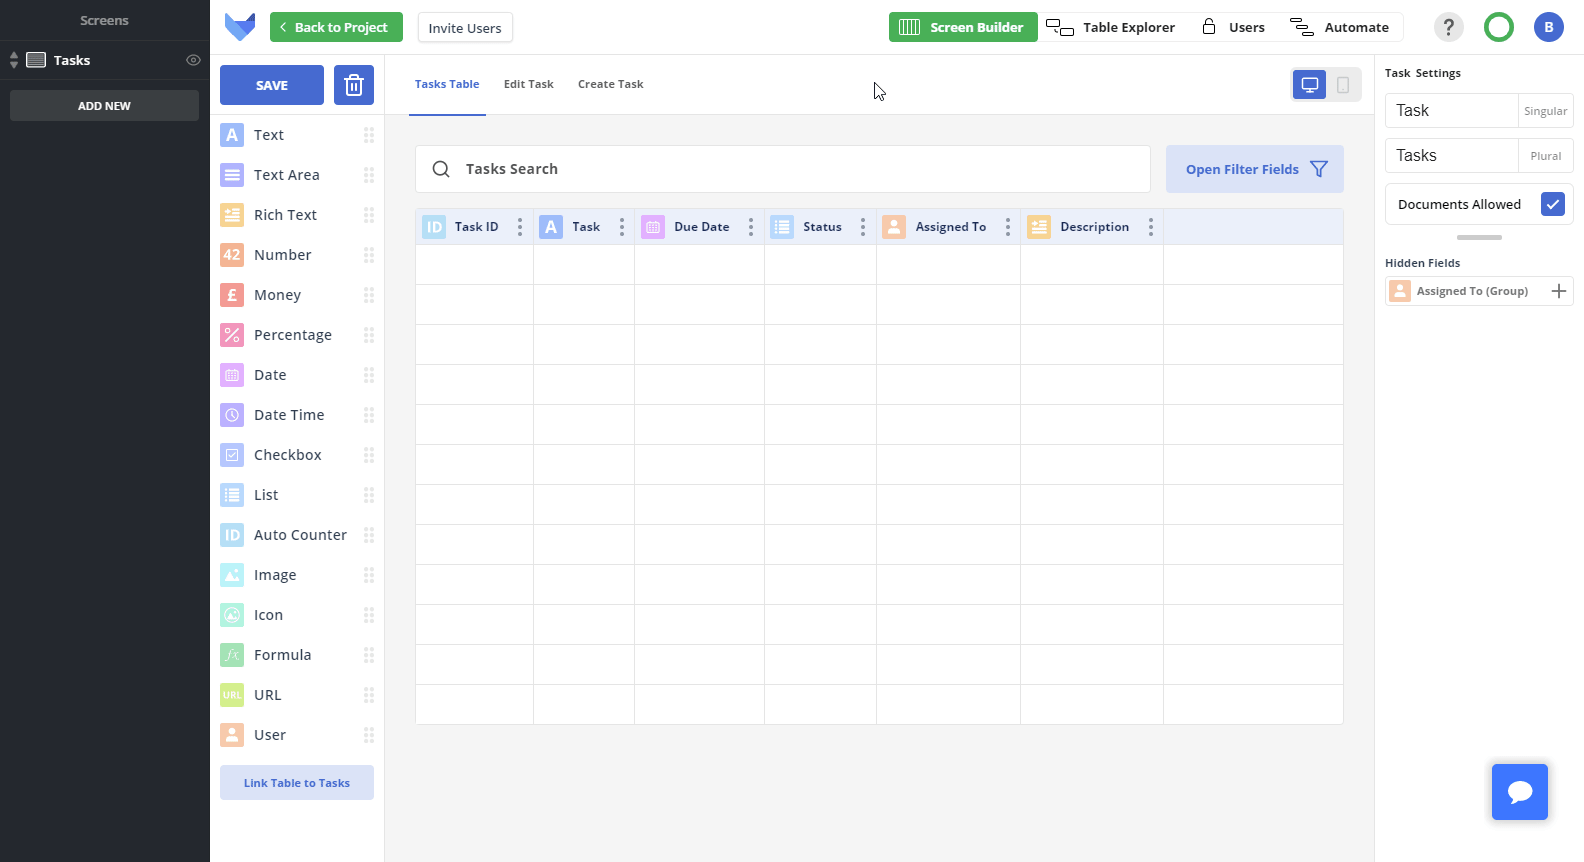 Screens
Tasks
ADD NEW
Back to Project
Invite Users
Screen Builder
Table Explorer
Users
Automate
?
B
SAVE
Tasks Table
Edit Task
Create Task
A Text
Text Area
Rich Text
42 Number
£ Money
% Percentage
Date
Date Time
Checkbox
List
ID Auto Counter
Image
Icon
fx Formula
URL URL
User
Link Table to Tasks
Tasks Search
Open Filter Fields
ID Task ID
A Task
Due Date
Status
Assigned To
Description
Task Settings
Task Singular
Tasks Plural
Documents Allowed
Hidden Fields
Assigned To (Group)